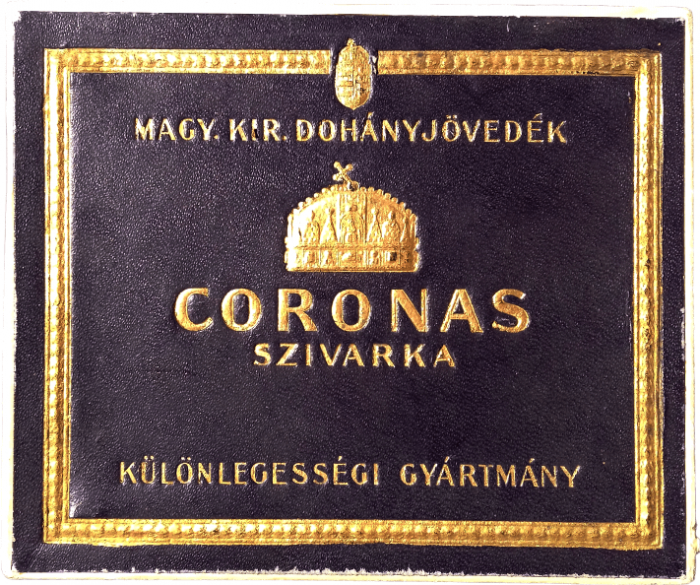 MAGY. KIR. DOHÁNYJÖVEDÉK
CORONAS
SZIVARKA
KÜLÖNLEGESSÉGI GYÁRTMÁNY